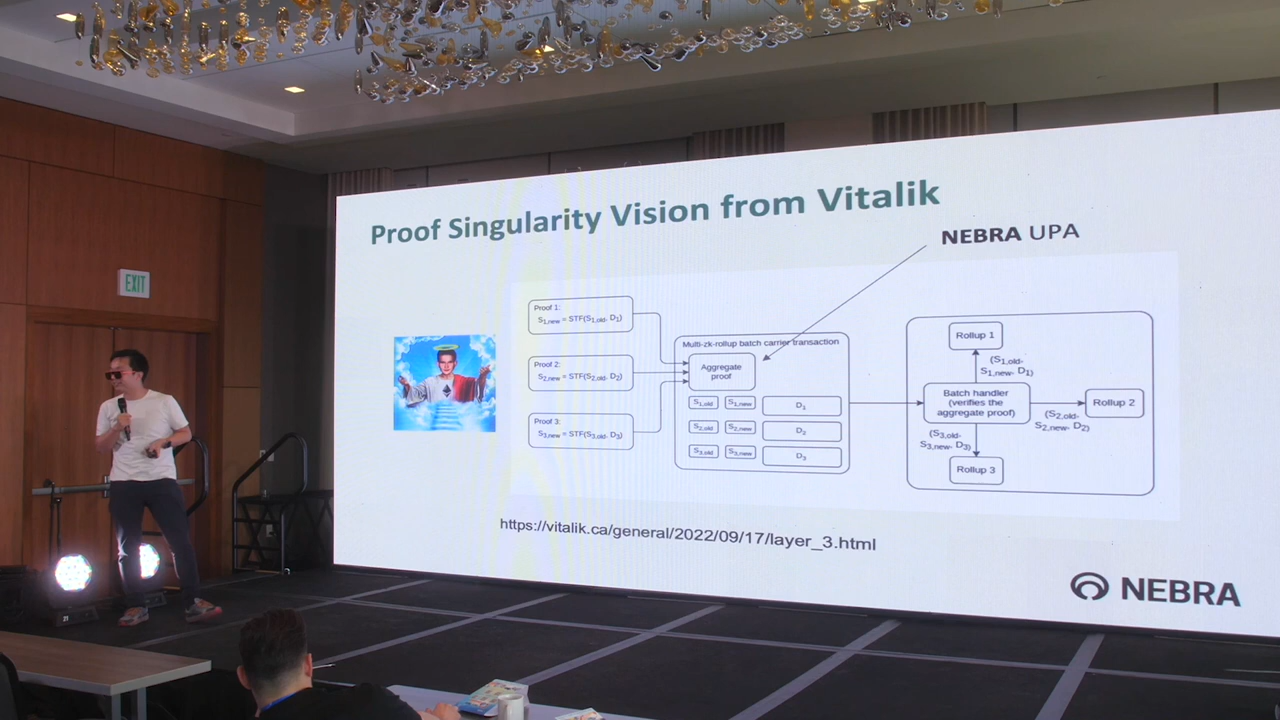 EXIT
Proof Singularity Vision from Vitalik
NEBRA UPA
Proof 1:
S1,new = STF(S1,old, D1)
Proof 2:
S2,new = STF(S2,old, D2)
Proof 3:
S3,new = STF(S3,old, D3)
Multi-zk-rollup batch carrier transaction
Aggregate
proof
S1,old S1,new D1
S2,old S2,new D2
S3,old S3,new D3
Rollup 1
(S1,old,
S1,new, D1)
Batch handler
(verifies the
aggregate proof)
Rollup 2
(S2,old,
S2,new, D2)
(S3,old,
S3,new, D3)
Rollup 3
https://vitalik.ca/general/2022/09/17/layer_3.html
NEBRA
21